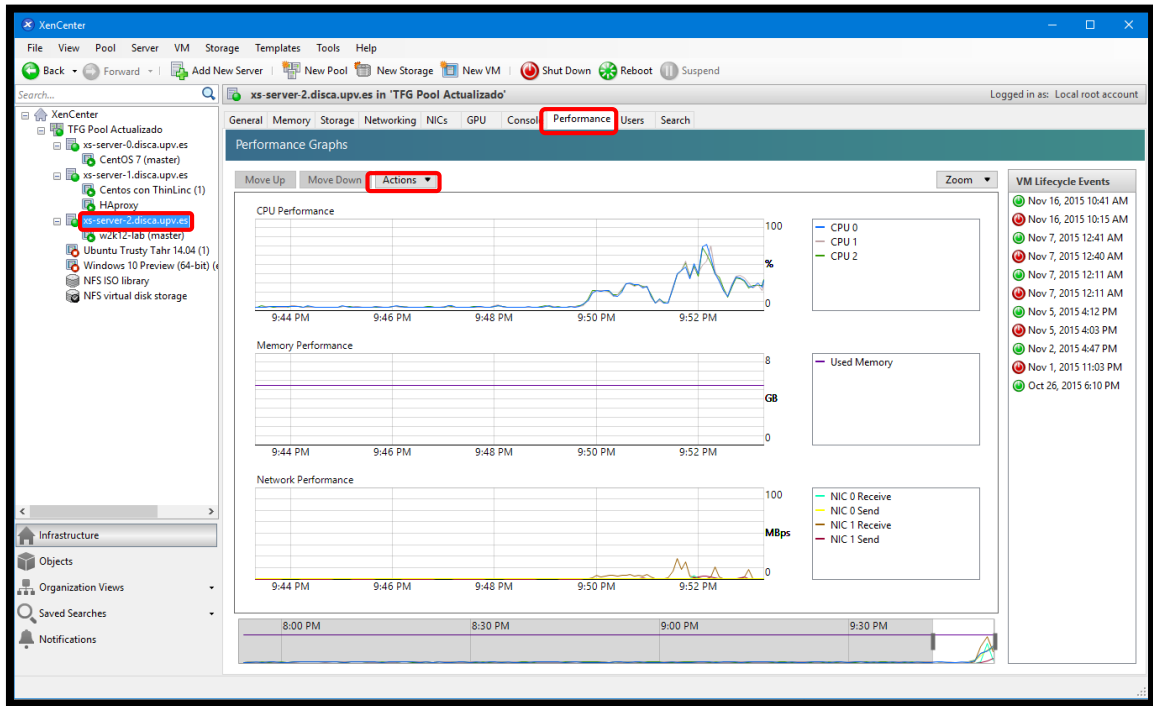 XenCenter
File View Pool Server VM Storage Templates Tools Help
Back Forward Add New Server New Pool New Storage New VM Shut Down Reboot Suspend
Search...
xs-server-2.disca.upv.es in 'TFG Pool Actualizado'
Logged in as: Local root account
XenCenter
TFG Pool Actualizado
xs-server-0.disca.upv.es
CentOS 7 (master)
xs-server-1.disca.upv.es
Centos con ThinLinc (1)
HAproxy
xs-server-2.disca.upv.es
w2k12-lab (master)
Ubuntu Trusty Tahr 14.04 (1)
Windows 10 Preview (64-bit) (
NFS ISO library
NFS virtual disk storage
Infrastructure
Objects
Organization Views
Saved Searches
Notifications
General Memory Storage Networking NICs GPU Consol Performance Users Search
Performance Graphs
Move Up Move Down Actions Zoom
CPU Performance
100
%
0
9:44 PM 9:46 PM 9:48 PM 9:50 PM 9:52 PM
CPU 0
CPU 1
CPU 2
Memory Performance
8
GB
0
9:44 PM 9:46 PM 9:48 PM 9:50 PM 9:52 PM
Used Memory
Network Performance
100
MBps
0
9:44 PM 9:46 PM 9:48 PM 9:50 PM 9:52 PM
NIC 0 Receive
NIC 0 Send
NIC 1 Receive
NIC 1 Send
8:00 PM 8:30 PM 9:00 PM 9:30 PM
VM Lifecycle Events
Nov 16, 2015 10:41 AM
Nov 16, 2015 10:15 AM
Nov 7, 2015 12:41 AM
Nov 7, 2015 12:40 AM
Nov 7, 2015 12:11 AM
Nov 7, 2015 12:11 AM
Nov 5, 2015 4:12 PM
Nov 5, 2015 4:03 PM
Nov 2, 2015 4:47 PM
Nov 1, 2015 11:03 PM
Oct 26, 2015 6:10 PM